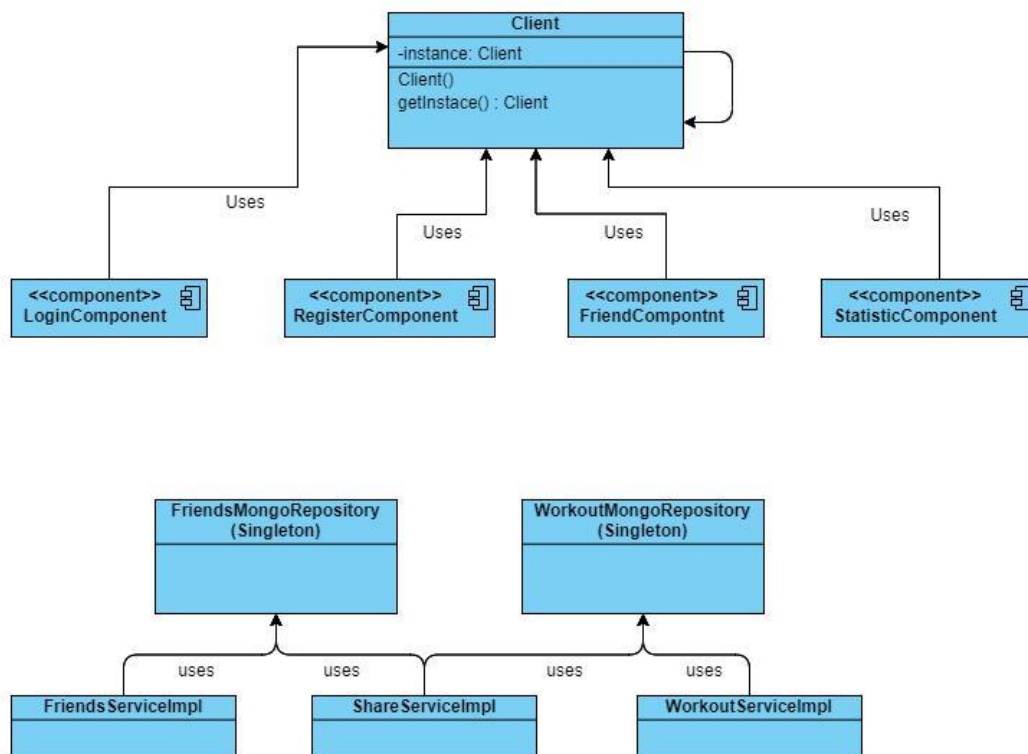 Client
-instance: Client
Client()
getInstace() : Client
Uses
Uses
Uses
Uses
<<component>>
LoginComponent
<<component>>
RegisterComponent
<<component>>
FriendCompontnt
<<component>>
StatisticComponent
FriendsMongoRepository
(Singleton)
WorkoutMongoRepository
(Singleton)
uses
uses
uses
uses
FriendsServiceImpl
ShareServiceImpl
WorkoutServiceImpl